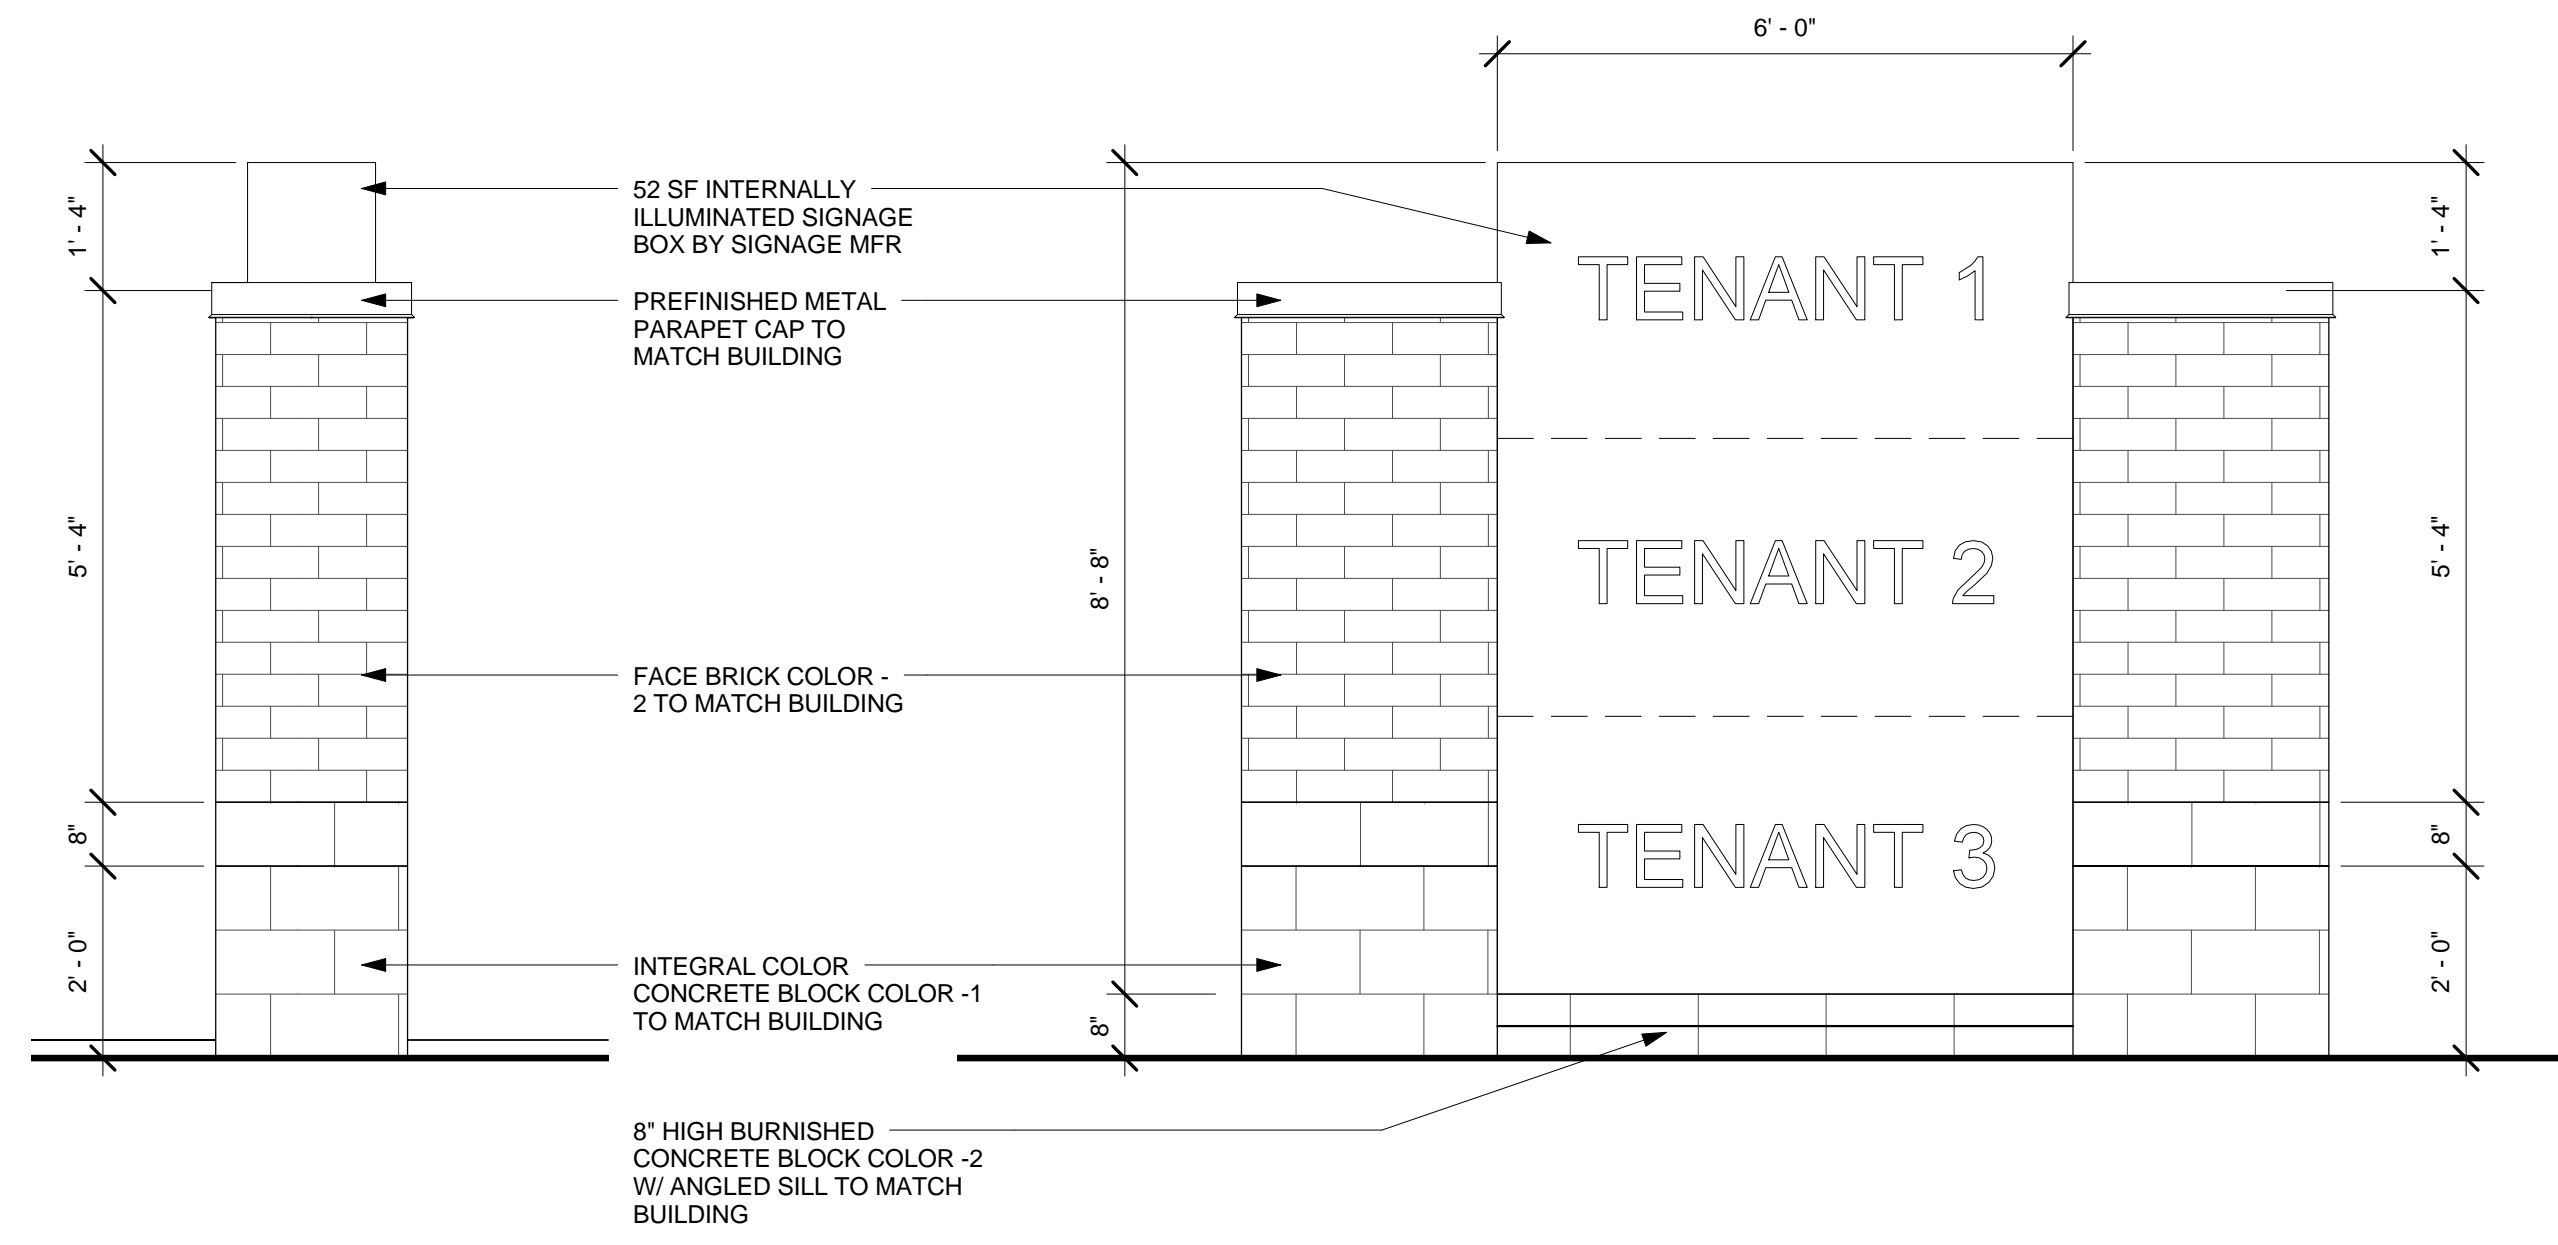 6' - 0"
1' - 4"
5' - 4"
8"
2' - 0"
52 SF INTERNALLY
ILLUMINATED SIGNAGE
BOX BY SIGNAGE MFR
PREFINISHED METAL
PARAPET CAP TO
MATCH BUILDING
FACE BRICK COLOR -
2 TO MATCH BUILDING
INTEGRAL COLOR
CONCRETE BLOCK COLOR -1
TO MATCH BUILDING
8" HIGH BURNISHED
CONCRETE BLOCK COLOR -2
W/ ANGLED SILL TO MATCH
BUILDING
8' - 8"
8"
TENANT 1
TENANT 2
TENANT 3
1' - 4"
5' - 4"
8"
2' - 0"